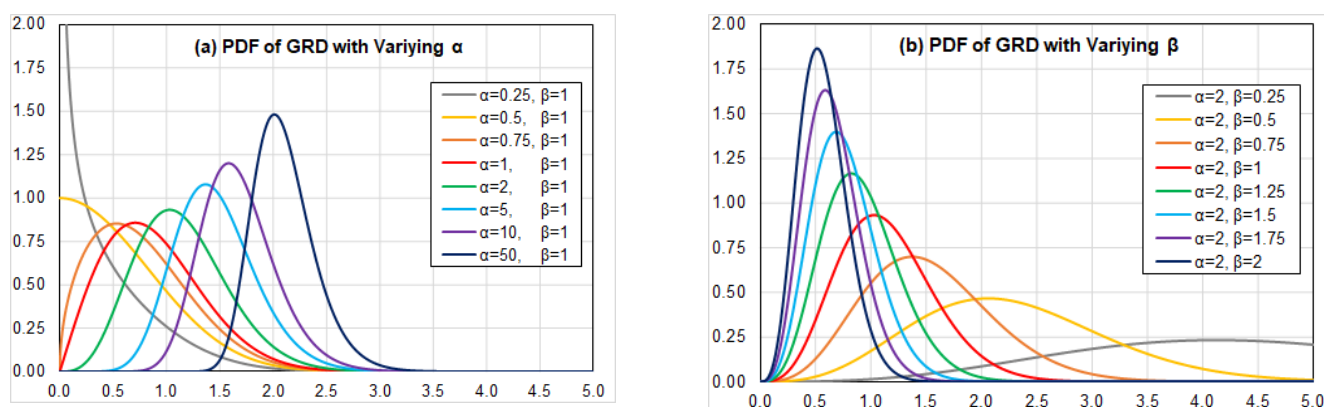 (a) PDF of GRD with Variying α
2.00
1.75
1.50
1.25
1.00
0.75
0.50
0.25
0.00
0.0 0.5 1.0 1.5 2.0 2.5 3.0 3.5 4.0 4.5 5.0
α=0.25, β=1
α=0.5, β=1
α=0.75, β=1
α=1, β=1
α=2, β=1
α=5, β=1
α=10, β=1
α=50, β=1
(b) PDF of GRD with Variying β
2.00
1.75
1.50
1.25
1.00
0.75
0.50
0.25
0.00
0.0 0.5 1.0 1.5 2.0 2.5 3.0 3.5 4.0 4.5 5.0
α=2, β=0.25
α=2, β=0.5
α=2, β=0.75
α=2, β=1
α=2, β=1.25
α=2, β=1.5
α=2, β=1.75
α=2, β=2